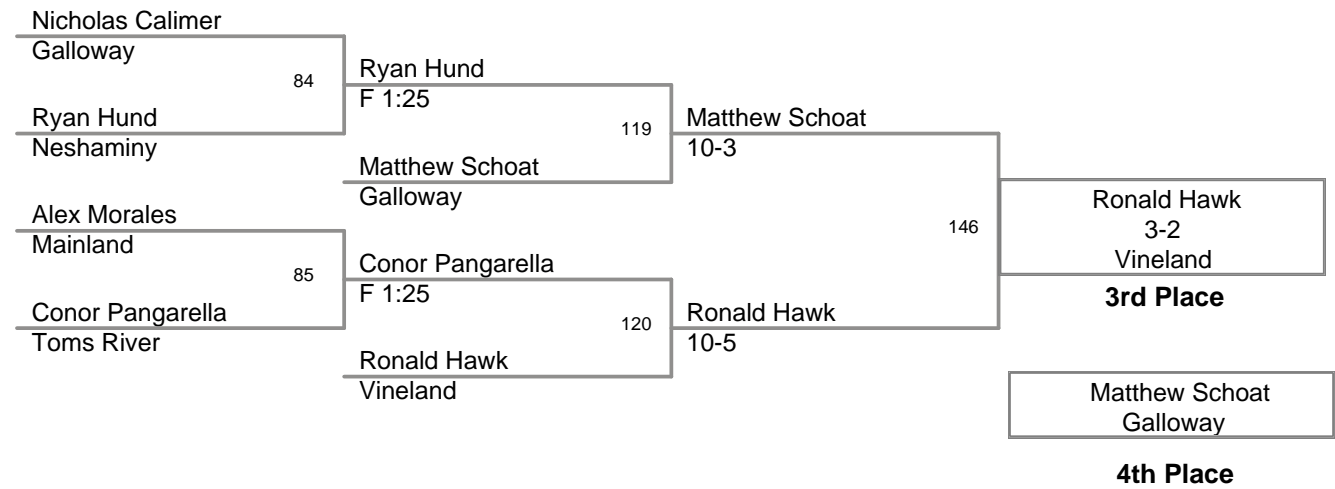 Nicholas Calimer
Galloway
84
Ryan Hund
Neshaminy
Alex Morales
Mainland
85
Conor Pangarella
Toms River
Ryan Hund
F 1:25
119
Matthew Schoat
Galloway
Conor Pangarella
F 1:25
120
Ronald Hawk
Vineland
Matthew Schoat
10-3
146
Ronald Hawk
10-5
Ronald Hawk
3-2
Vineland
3rd Place
Matthew Schoat
Galloway
4th Place